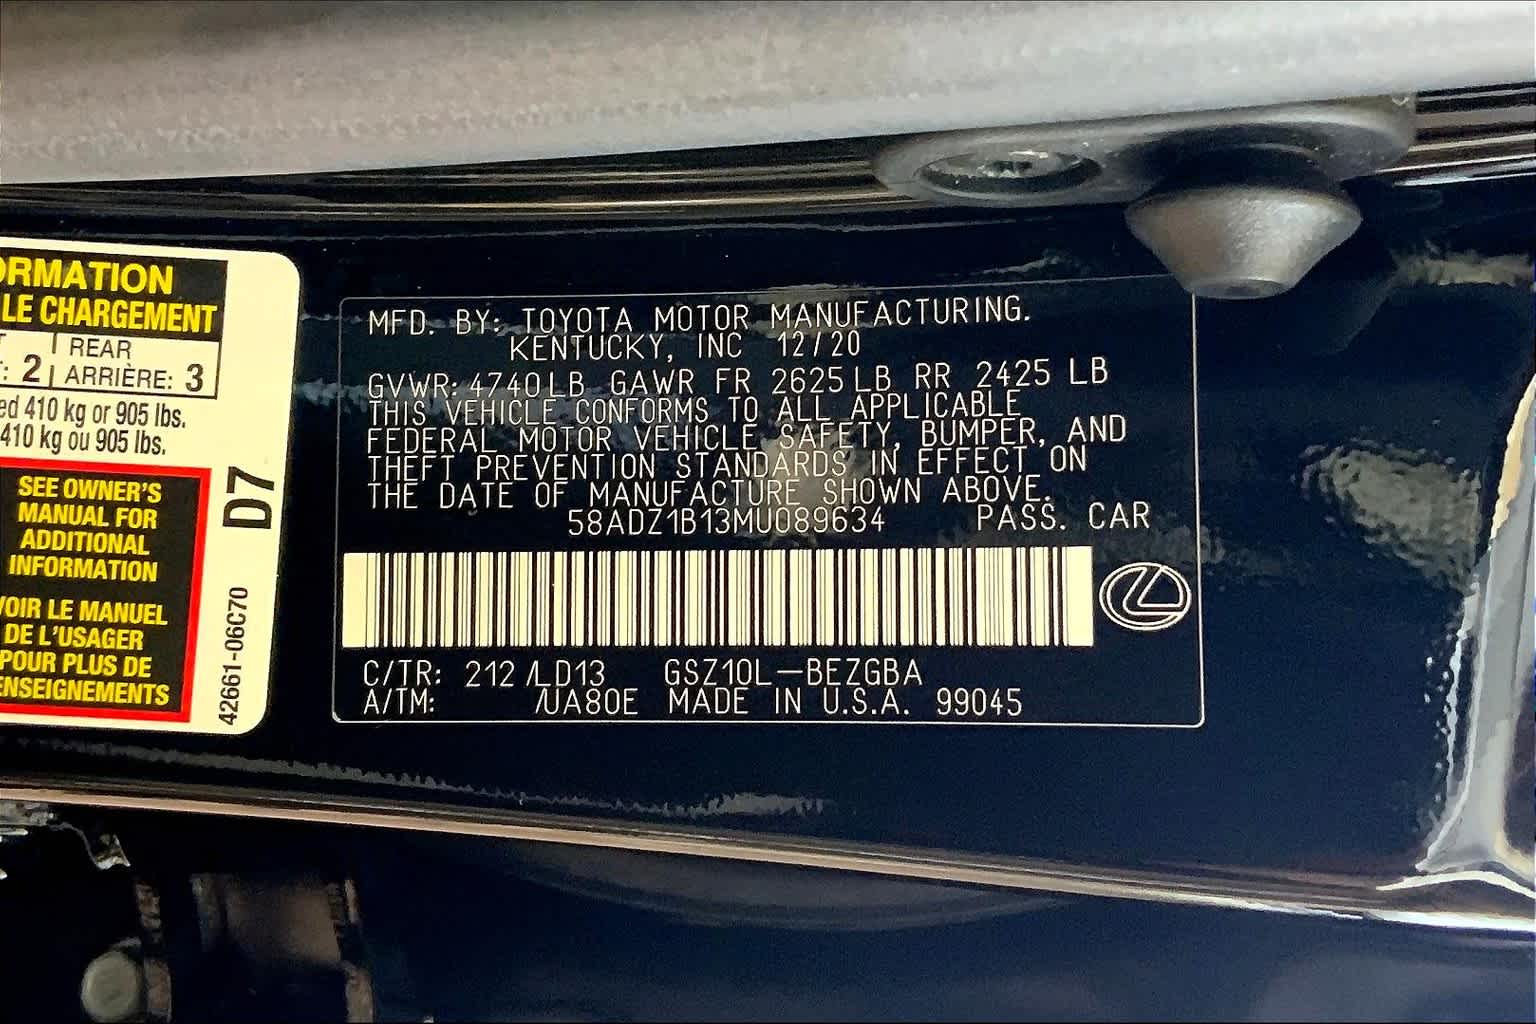 ORMATION
LE CHARGEMENT
2 | REAR
ARRIÈRE: 3
410 kg or 905 lbs.
410 kg ou 905 lbs.
SEE OWNER'S
MANUAL FOR
ADDITIONAL
INFORMATION
VOIR LE MANUEL
DE L'USAGER
POUR PLUS DE
ENSEIGNEMENTS
D7
42661-06C70
MFD. BY: TOYOTA MOTOR MANUFACTURING.
KENTUCKY, INC 12/20
GVWR: 4740LB GAWR FR 2625LB RR 2425 LB
THIS VEHICLE CONFORMS TO ALL APPLICABLE
FEDERAL MOTOR VEHICLE SAFETY, BUMPER, AND
THEFT PREVENTION STANDARDS IN EFFECT ON
THE DATE OF MANUFACTURE SHOWN ABOVE.
58ADZ1B13MU089634 PASS. CAR
C/TR: 212 /LD13 GSZ10L-BEZGBA
A/TM: /UA80E MADE IN U.S.A. 99045